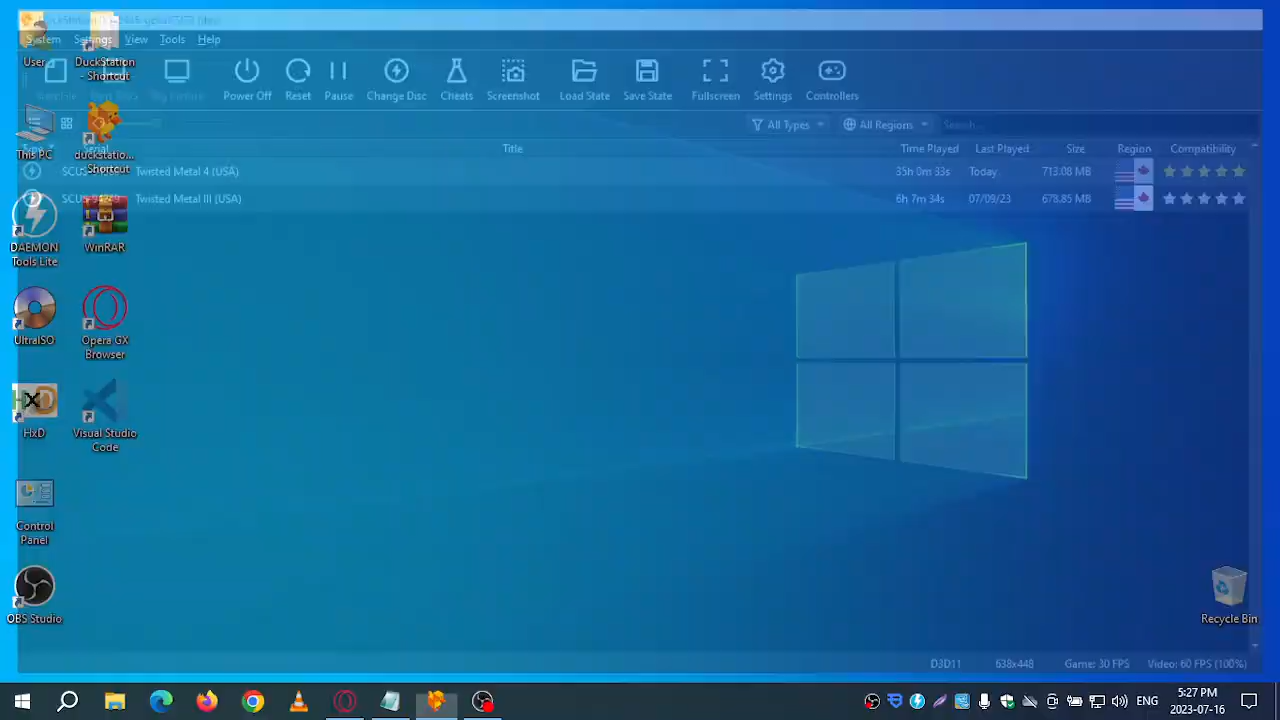 System Settings View Tools Help
Power Off Reset Pause Change Disc Cheats Screenshot Load State Save State Fullscreen Settings Controllers
All Types All Regions Search...
Type Serial Title Time Played Last Played Size Region Compatibility
Twisted Metal 4 (USA) 35h 0m 33s Today 713.08 MB
Twisted Metal III (USA) 6h 7m 34s 07/09/23 678.85 MB
User
DuckStation
- Shortcut
This PC
duckstatio...
- Shortcut
DAEMON
Tools Lite
WinRAR
UltraISO
Opera GX
Browser
HxD
Visual Studio
Code
Control
Panel
OBS Studio
Recycle Bin
D3D11 638x448 Game: 30 FPS Video: 60 FPS (100%)
ENG
5:27 PM
2023-07-16